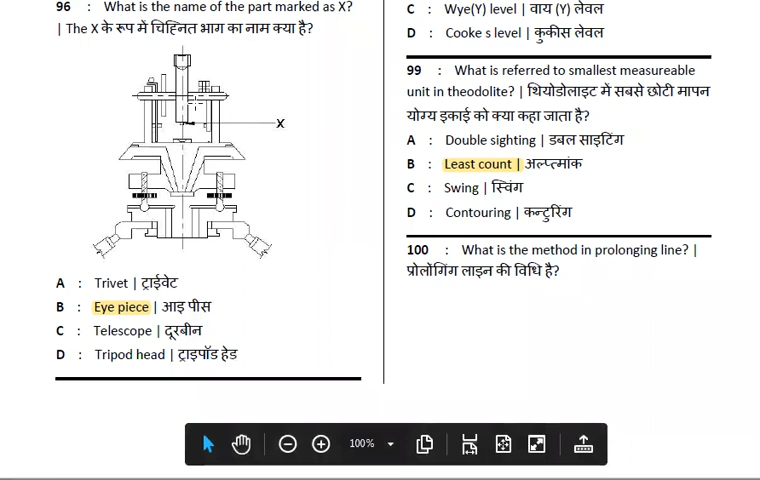 96 : What is the name of the part marked as X?
| The X के रूप में चिह्नित भाग का नाम क्या है?
X
A : Trivet | ट्राईवेट
B : Eye piece | आइ पीस
C : Telescope | दूरबीन
D : Tripod head | ट्राइपॉड हेड
C : Wye(Y) level | वाय (Y) लेवल
D : Cooke s level | कुकीस लेवल
99 : What is referred to smallest measureable
unit in theodolite? | थियोडोलाइट में सबसे छोटी मापन
योग्य इकाई को क्या कहा जाता है?
A : Double sighting | डबल साइटिंग
B : Least count | अल्प्त्मांक
C : Swing | स्विंग
D : Contouring | कन्टुरिंग
100 : What is the method in prolonging line? |
प्रोलोंगिंग लाइन की विधि है?
100%